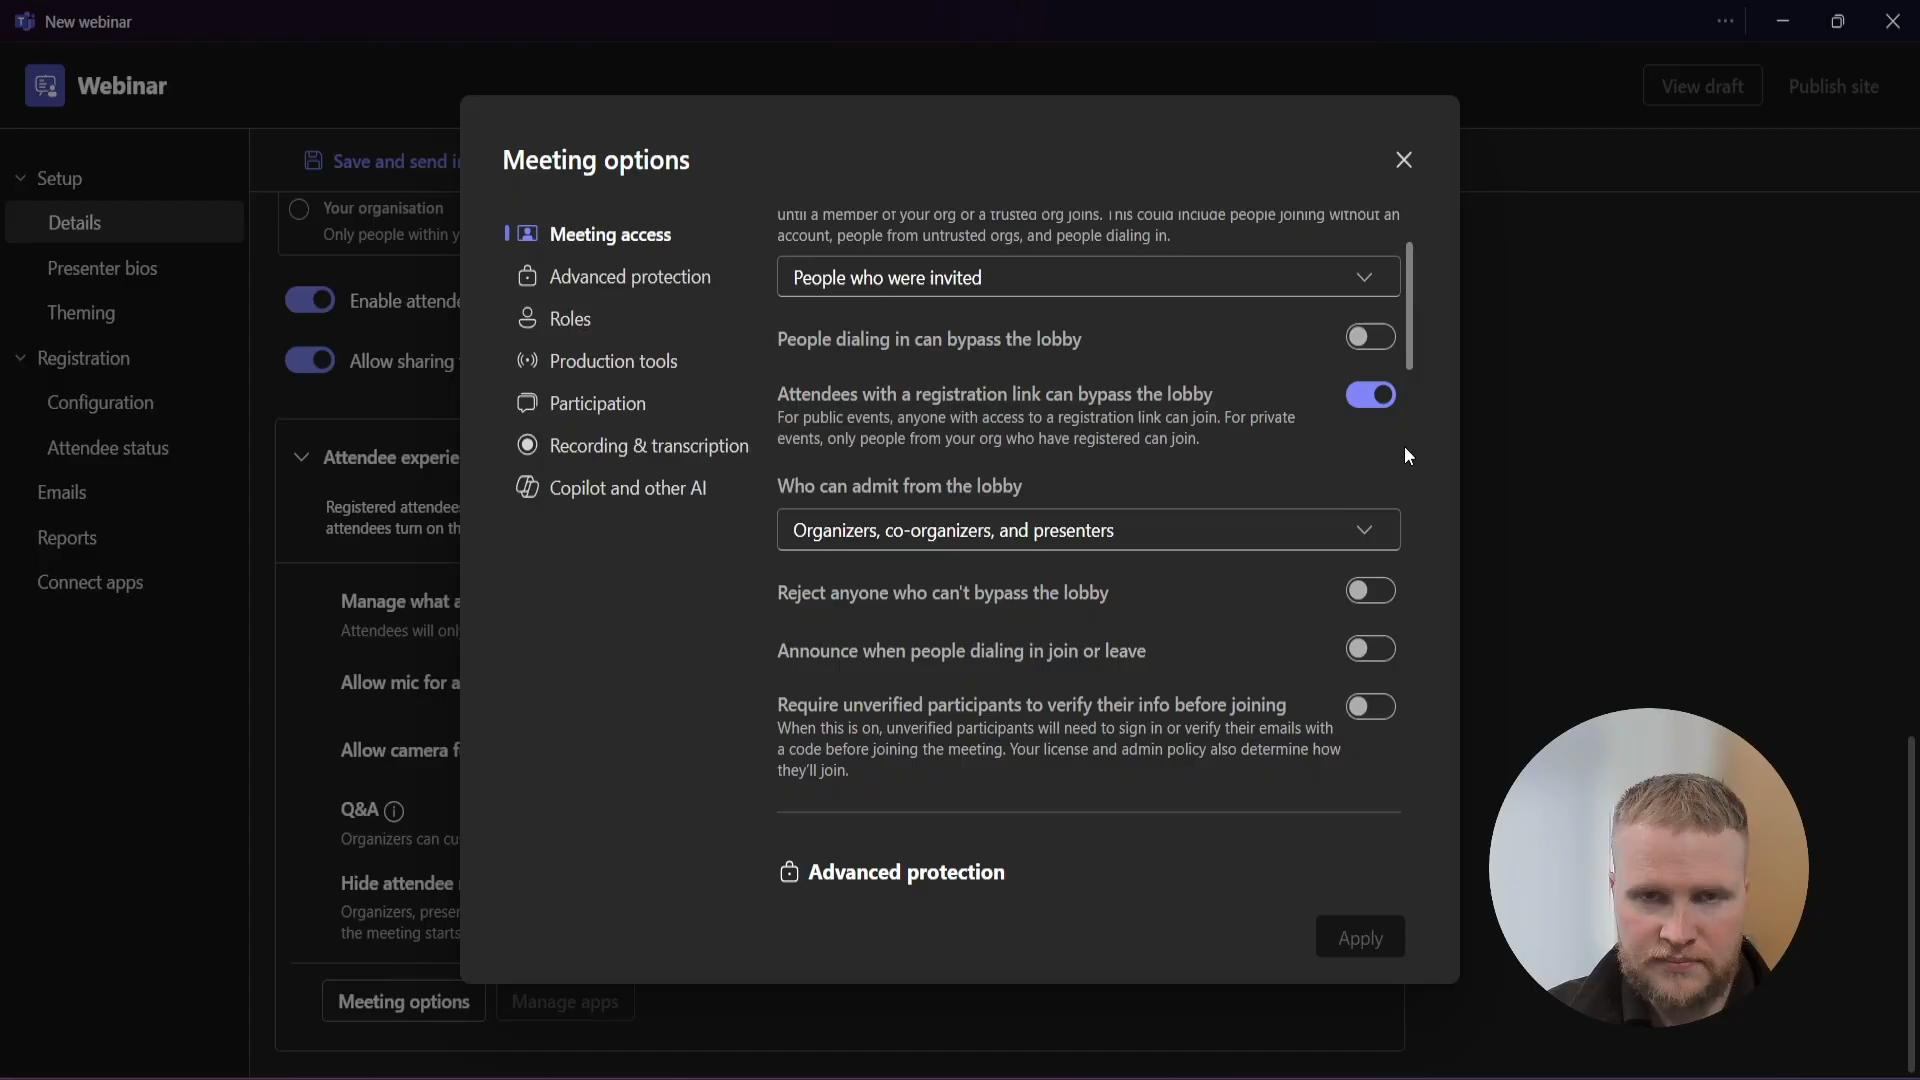 New webinar
Webinar
View draft
Publish site
Setup
Details
Presenter bios
Theming
Registration
Configuration
Attendee status
Emails
Reports
Connect apps
Save and send i
Your organisation
Only people within y
Enable attende
Allow sharing
Attendee experie
Registered attendee
attendees turn on th
Manage what a
Attendees will onl
Allow mic for a
Allow camera f
Q&A
Organizers can cu
Hide attendee
Organizers, preser
the meeting starts
Meeting options
Manage apps
Meeting options
Meeting access
Advanced protection
Roles
Production tools
Participation
Recording & transcription
Copilot and other AI
until a member of your org or a trusted org joins. This could include people joining without an
account, people from untrusted orgs, and people dialing in.
People who were invited
People dialing in can bypass the lobby
Attendees with a registration link can bypass the lobby
For public events, anyone with access to a registration link can join. For private
events, only people from your org who have registered can join.
Who can admit from the lobby
Organizers, co-organizers, and presenters
Reject anyone who can't bypass the lobby
Announce when people dialing in join or leave
Require unverified participants to verify their info before joining
When this is on, unverified participants will need to sign in or verify their emails with
a code before joining the meeting. Your license and admin policy also determine how
they'll join.
Advanced protection
Apply